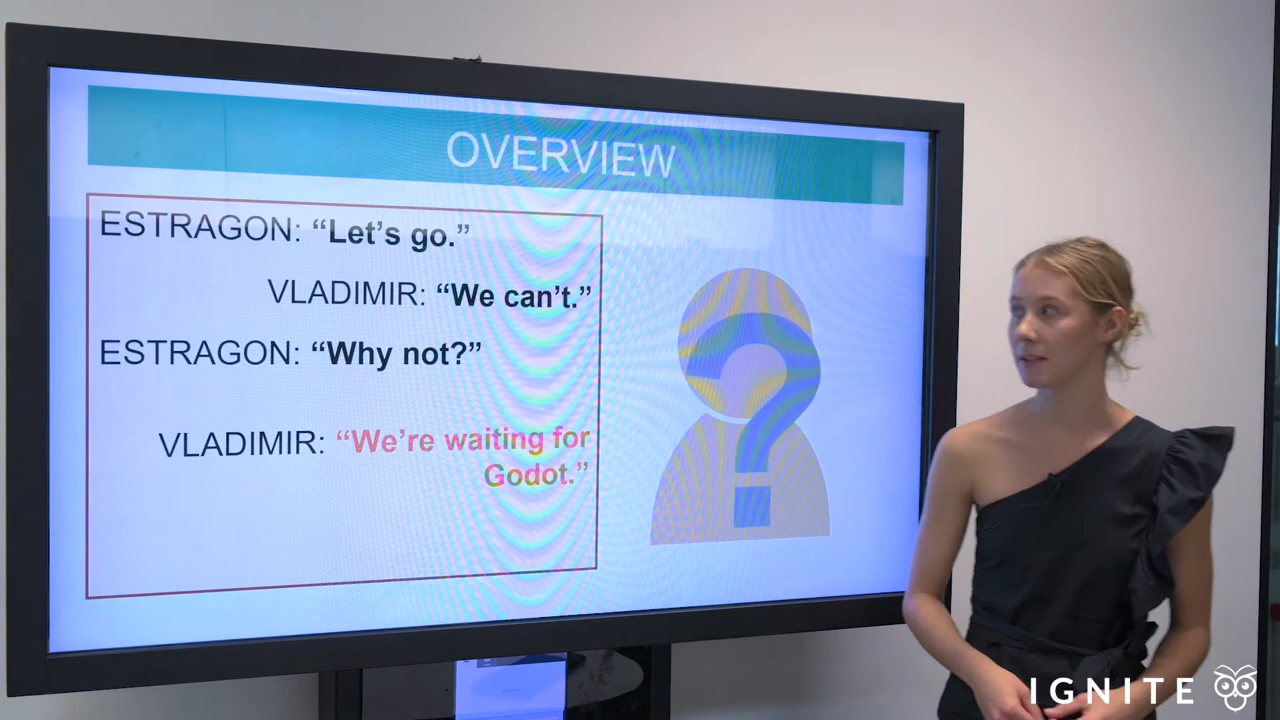 OVERVIEW
ESTRAGON: “Let’s go.”
VLADIMIR: “We can’t.”
ESTRAGON: “Why not?”
VLADIMIR: “We’re waiting for
Godot.”
?
IGNITE